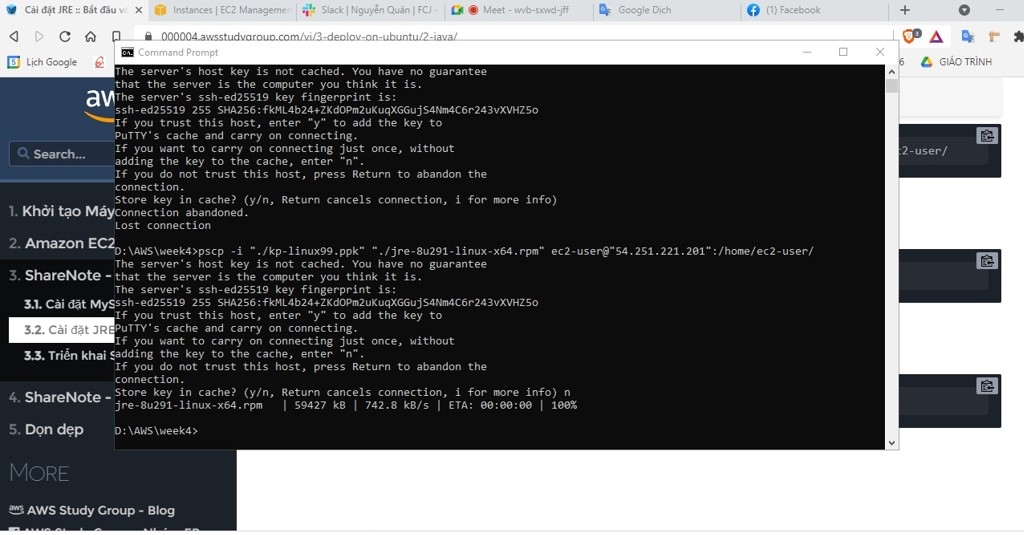 Cài đặt JRE :: Bắt đầu v
Instances | EC2 Managemen
Slack | Nguyễn Quân | FCJ -
Meet - wvb-sxwd-jff
Google Dịch
(1) Facebook
000004.awsstudygroup.com/vi/3-deploy-on-ubuntu/2-java/
Lịch Google
GIÁO TRÌNH
Command Prompt
The server's host key is not cached. You have no guarantee
that the server is the computer you think it is.
The server's ssh-ed25519 key fingerprint is:
ssh-ed25519 255 SHA256:fkML4b24+ZKdOPm2uKuqXGGujS4Nm4C6r243vXVHZ5o
If you trust this host, enter "y" to add the key to
PuTTY's cache and carry on connecting.
If you want to carry on connecting just once, without
adding the key to the cache, enter "n".
If you do not trust this host, press Return to abandon the
connection.
Store key in cache? (y/n, Return cancels connection, i for more info)
Connection abandoned.
Lost connection
D:\AWS\week4>pscp -i "./kp-linux99.ppk" "./jre-8u291-linux-x64.rpm" ec2-user@"54.251.221.201":/home/ec2-user/
The server's host key is not cached. You have no guarantee
that the server is the computer you think it is.
The server's ssh-ed25519 key fingerprint is:
ssh-ed25519 255 SHA256:fkML4b24+ZKdOPm2uKuqXGGujS4Nm4C6r243vXVHZ5o
If you trust this host, enter "y" to add the key to
PuTTY's cache and carry on connecting.
If you want to carry on connecting just once, without
adding the key to the cache, enter "n".
If you do not trust this host, press Return to abandon the
connection.
Store key in cache? (y/n, Return cancels connection, i for more info) n
jre-8u291-linux-x64.rpm | 59427 kB | 742.8 kB/s | ETA: 00:00:00 | 100%
D:\AWS\week4>
aw
Search...
1. Khởi tạo Máy
2. Amazon EC2
3. ShareNote -
3.1. Cài đặt MyS
3.2. Cài đặt JRE
3.3. Triển khai S
4. ShareNote -
5. Dọn dẹp
MORE
aws AWS Study Group - Blog
c2-user/